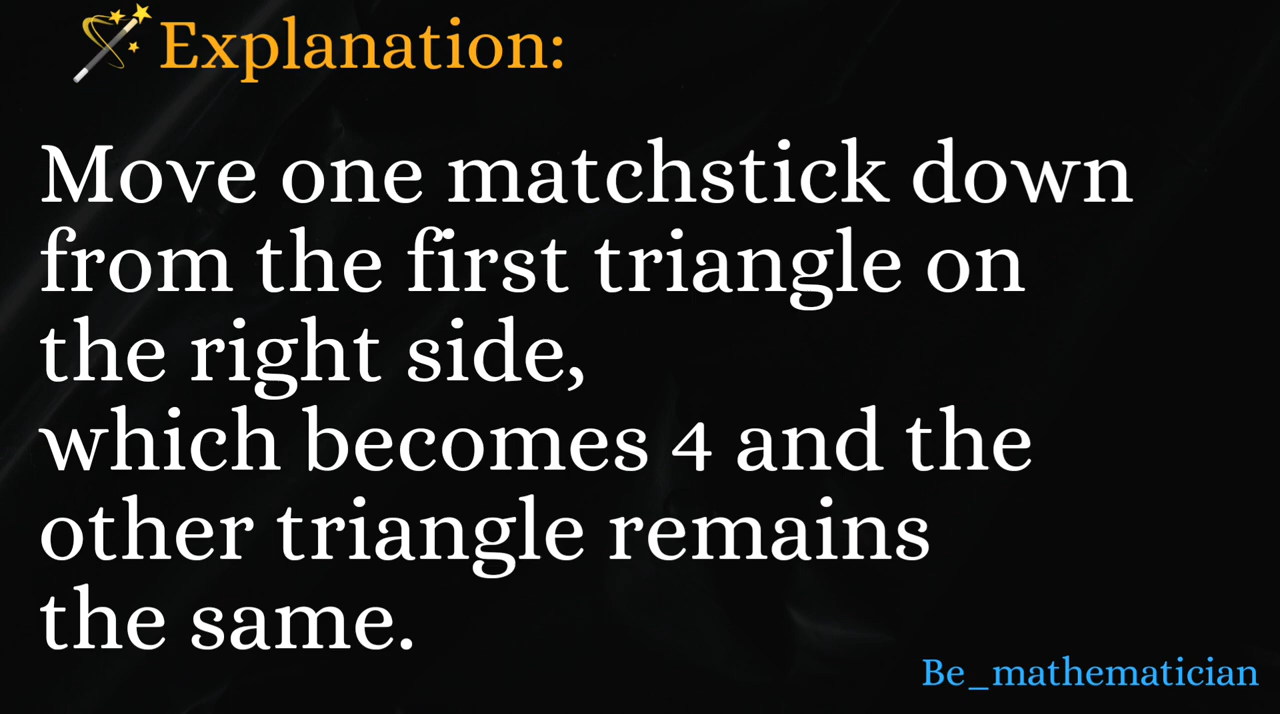 Explanation:
Move one matchstick down
from the first triangle on
the right side,
which becomes 4 and the
other triangle remains
the same.
Be_mathematician